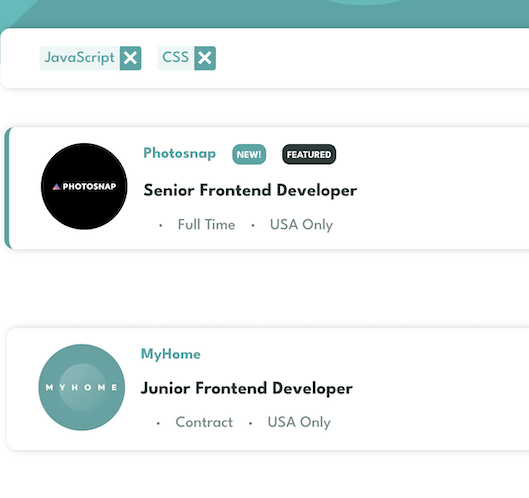 JavaScript CSS
Photosnap NEW! FEATURED
PHOTOSNAP
Senior Frontend Developer
• Full Time • USA Only
MyHome
MYHOME
Junior Frontend Developer
• Contract • USA Only